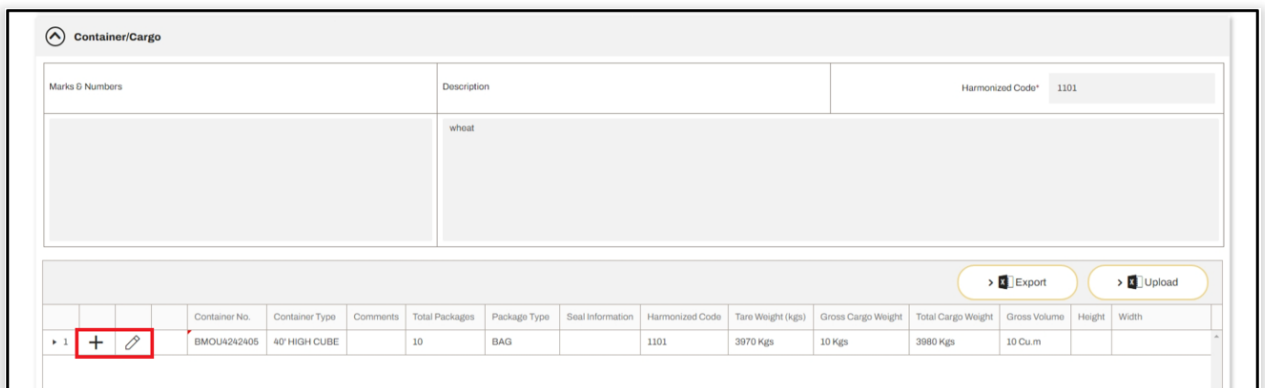 Container/Cargo
Marks & Numbers
Description
Harmonized Code*
1101
wheat
> Export
> Upload
Container No. Container Type Comments Total Packages Package Type Seal Information Harmonized Code Tare Weight (kgs) Gross Cargo Weight Total Cargo Weight Gross Volume Height Width
1 BMOU4242405 40' HIGH CUBE 10 BAG 1101 3970 Kgs 10 Kgs 3980 Kgs 10 Cu.m